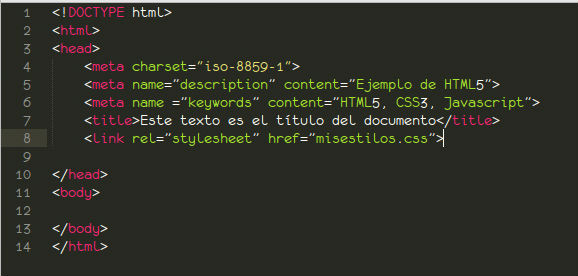 1 <!DOCTYPE html>
2 <html>
3 <head>
4 <meta charset="iso-8859-1">
5 <meta name="description" content="Ejemplo de HTML5">
6 <meta name ="keywords" content="HTML5, CSS3, Javascript">
7 <title>Este texto es el título del documento</title>
8 <link rel="stylesheet" href="misestilos.css">
9
10 </head>
11 <body>
12
13 </body>
14 </html>